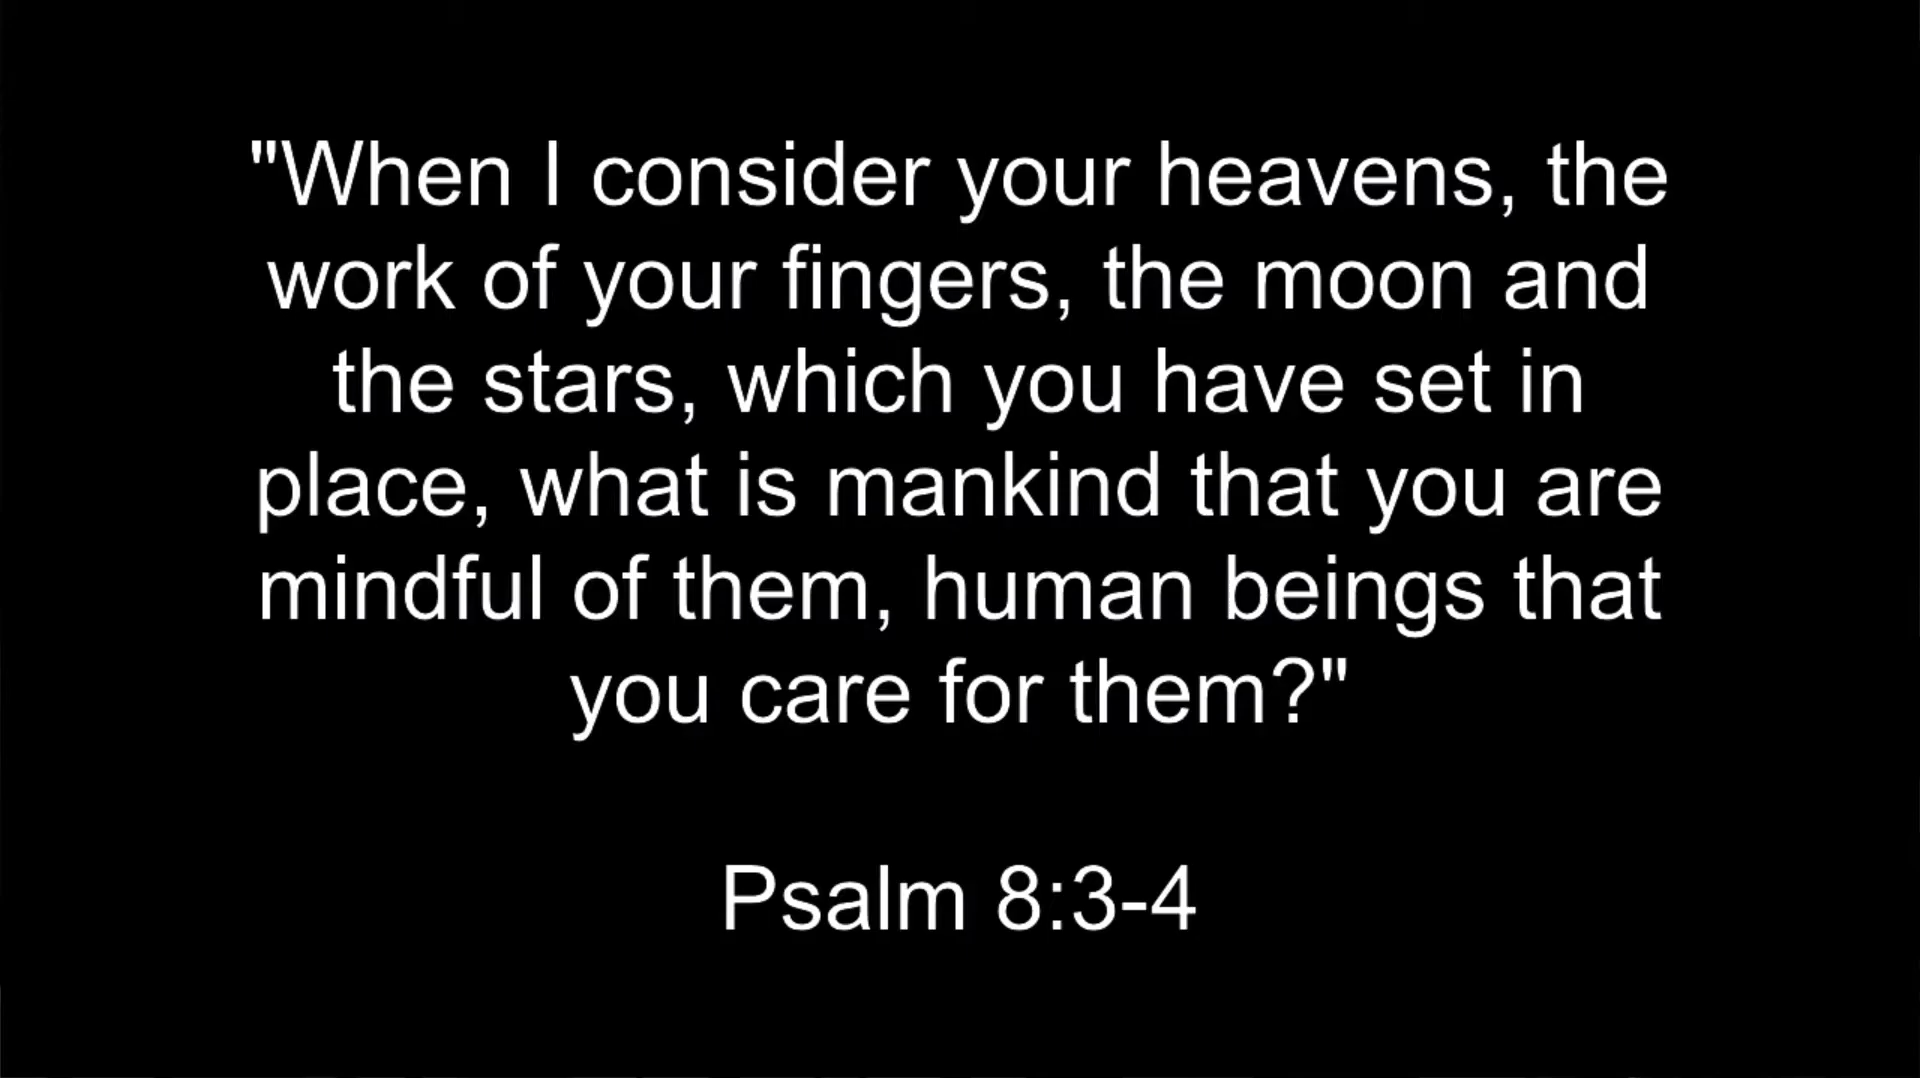 "When I consider your heavens, the
work of your fingers, the moon and
the stars, which you have set in
place, what is mankind that you are
mindful of them, human beings that
you care for them?"
Psalm 8:3-4